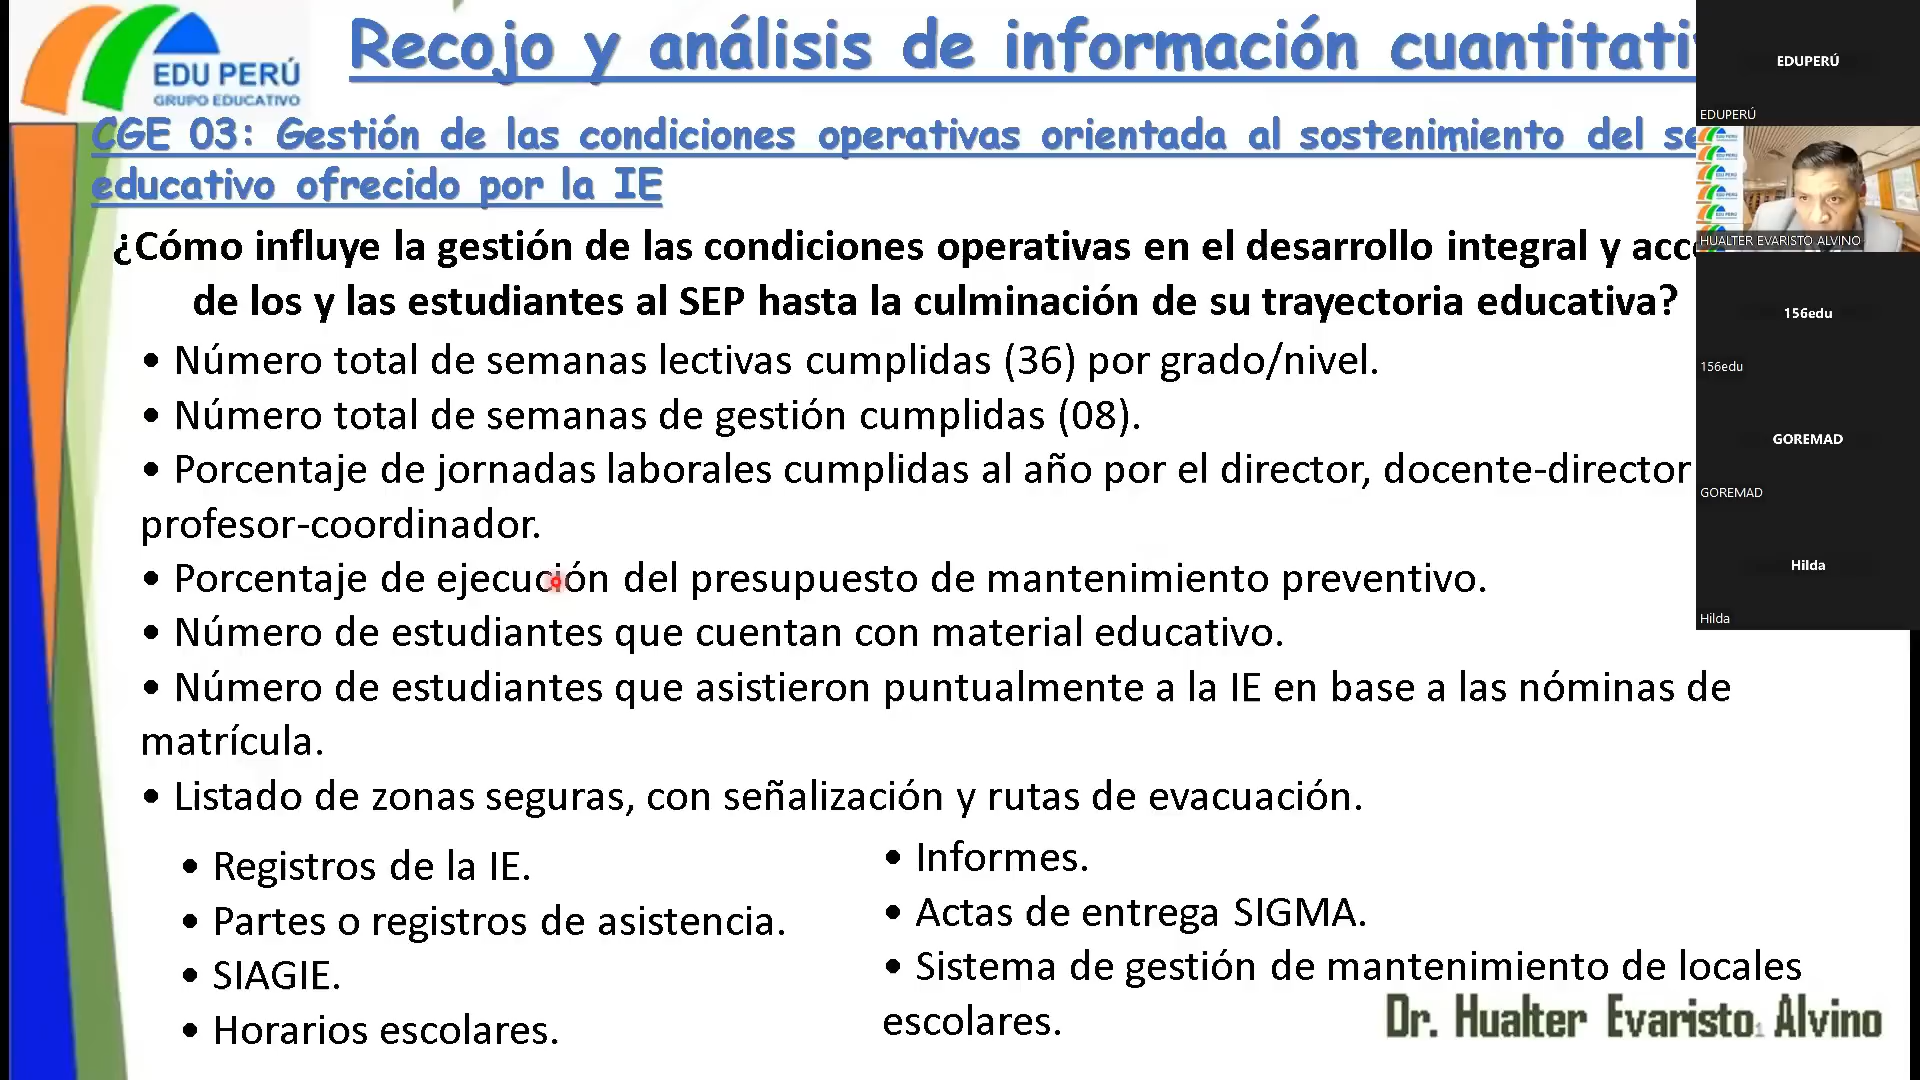 EDU PERÚ
GRUPO EDUCATIVO
Recojo y análisis de información
CGE 03: Gestión de las condiciones operativas orientada al sostenimiento del
educativo ofrecido por la IE
¿Cómo influye la gestión de las condiciones operativas en el desarrollo integral y
de los y las estudiantes al SEP hasta la culminación de su trayectoria educativa?
• Número total de semanas lectivas cumplidas (36) por grado/nivel.
• Número total de semanas de gestión cumplidas (08).
• Porcentaje de jornadas laborales cumplidas al año por el director, docente-director
profesor-coordinador.
• Porcentaje de ejecución del presupuesto de mantenimiento preventivo.
• Número de estudiantes que cuentan con material educativo.
• Número de estudiantes que asistieron puntualmente a la IE en base a las nóminas de
matrícula.
• Listado de zonas seguras, con señalización y rutas de evacuación.
• Registros de la IE.
• Partes o registros de asistencia.
• SIAGIE.
• Horarios escolares.
• Informes.
• Actas de entrega SIGMA.
• Sistema de gestión de mantenimiento de locales
escolares.
Dr. Hualter Evaristo Alvino
EDUPERÚ
EDUPERÚ
HUALTER EVARISTO ALVINO
156edu
156edu
GOREMAD
GOREMAD
Hilda
Hilda